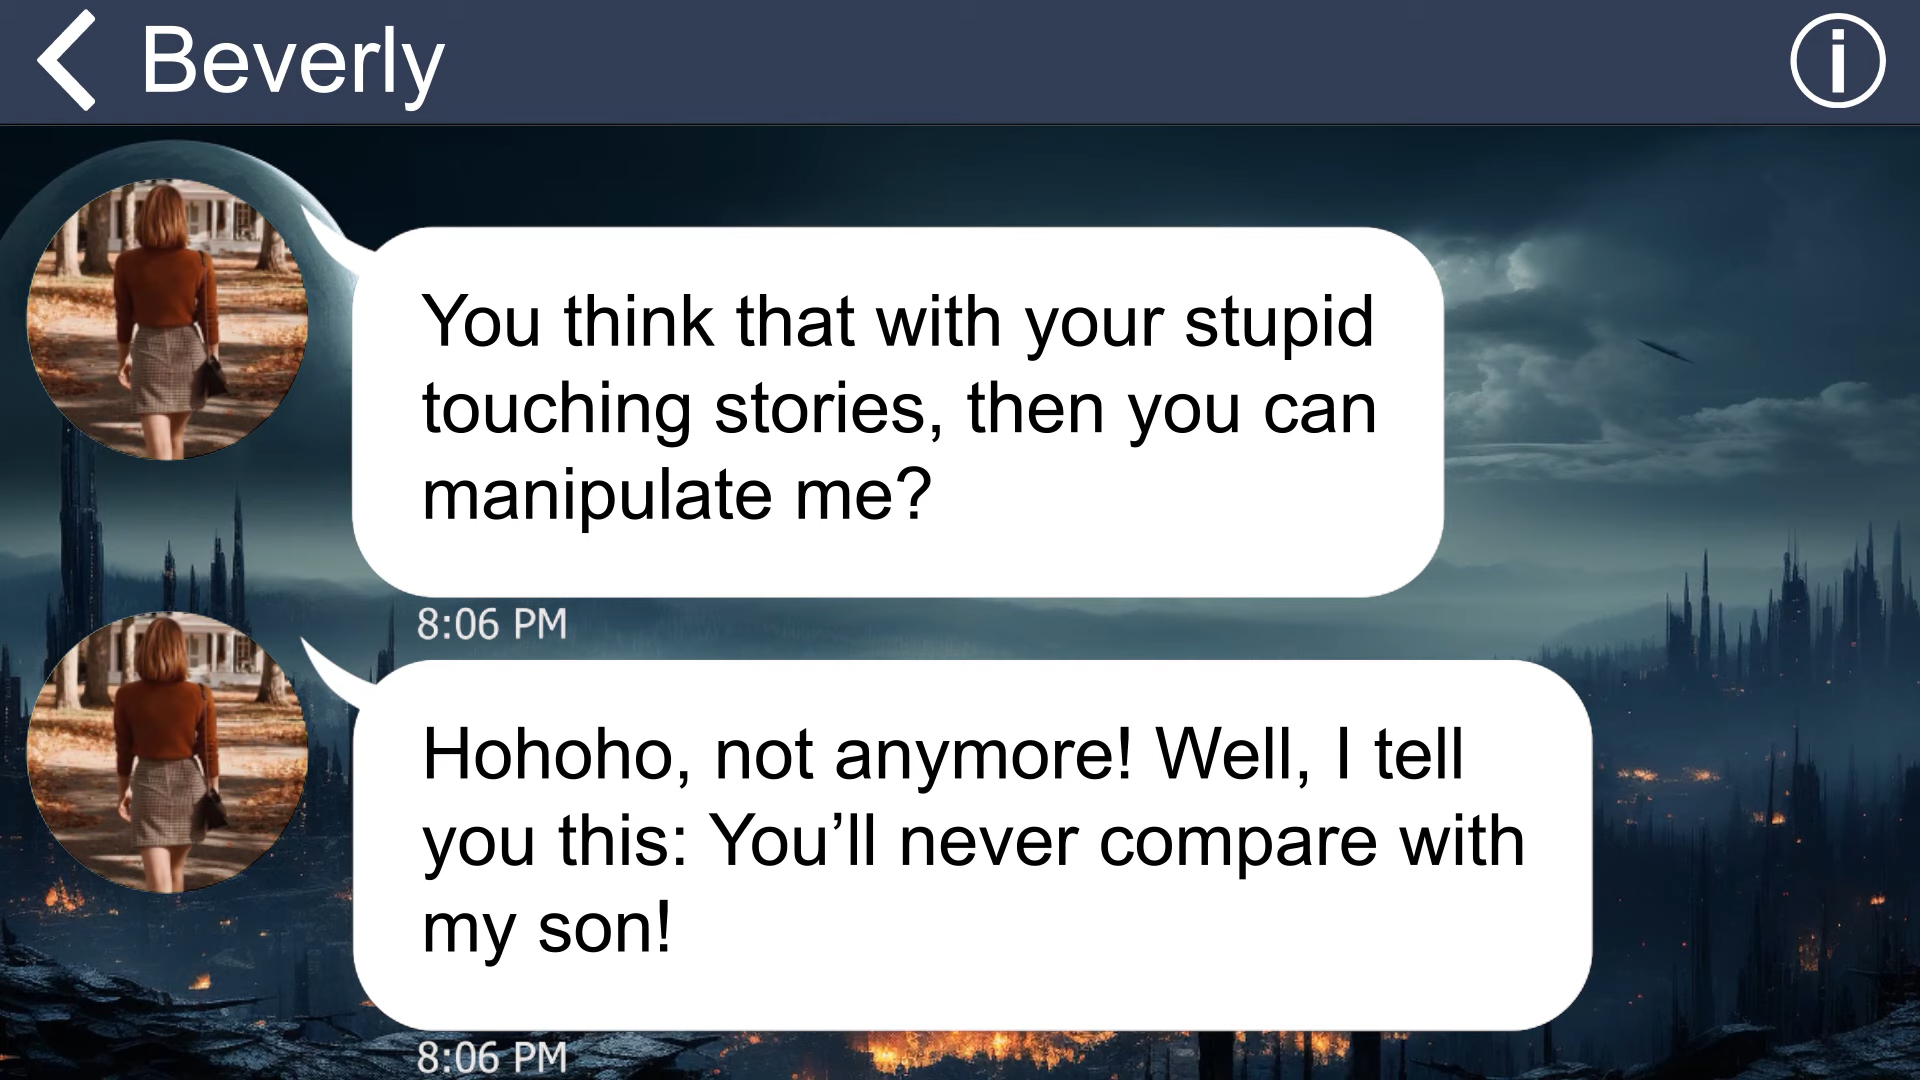 Beverly
You think that with your stupid
touching stories, then you can
manipulate me?
8:06 PM
Hohoho, not anymore! Well, I tell
you this: You’ll never compare with
my son!
8:06 PM